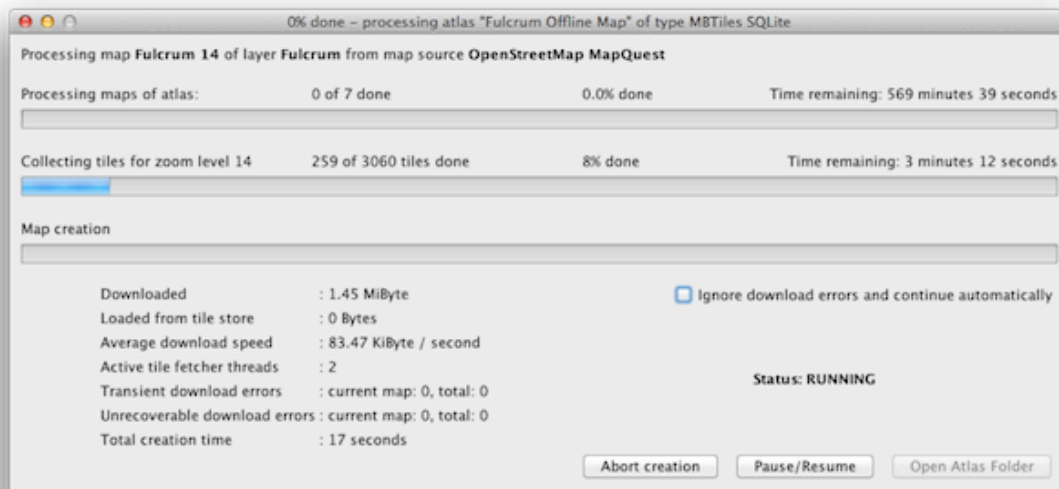 0% done – processing atlas "Fulcrum Offline Map" of type MBTiles SQLite
Processing map Fulcrum 14 of layer Fulcrum from map source OpenStreetMap MapQuest
Processing maps of atlas: 0 of 7 done 0.0% done Time remaining: 569 minutes 39 seconds
Collecting tiles for zoom level 14 259 of 3060 tiles done 8% done Time remaining: 3 minutes 12 seconds
Map creation
Downloaded : 1.45 MiByte
Ignore download errors and continue automatically
Loaded from tile store : 0 Bytes
Average download speed : 83.47 KiByte / second
Active tile fetcher threads : 2
Status: RUNNING
Transient download errors : current map: 0, total: 0
Unrecoverable download errors : current map: 0, total: 0
Total creation time : 17 seconds
Abort creation Pause/Resume Open Atlas Folder